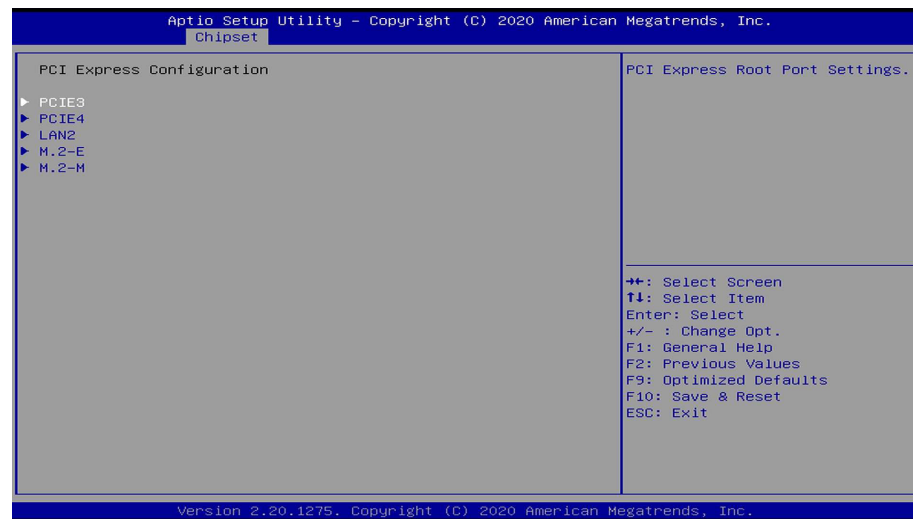 Aptio Setup Utility – Copyright (C) 2020 American Megatrends, Inc.
Chipset
PCI Express Configuration
▶ PCIE3
▶ PCIE4
▶ LAN2
▶ M.2-E
▶ M.2-M
PCI Express Root Port Settings.
→←: Select Screen
↑↓: Select Item
Enter: Select
+/- : Change Opt.
F1: General Help
F2: Previous Values
F9: Optimized Defaults
F10: Save & Reset
ESC: Exit
Version 2.20.1275. Copyright (C) 2020 American Megatrends, Inc.